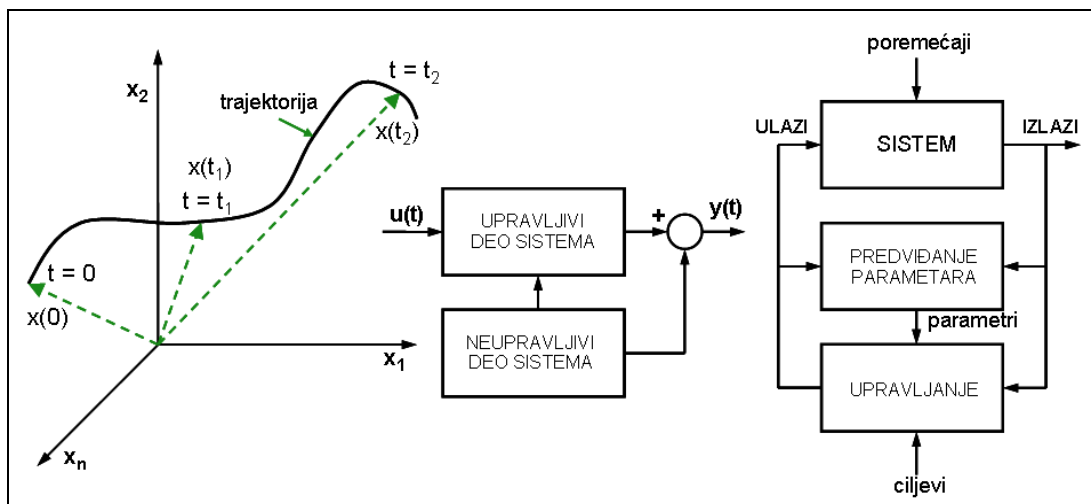 x₂
t = t₂
trajektorija
x(t₂)
x(t₁)
t = t₁
t = 0
x(0)
x₁
xₙ
u(t)
UPRAVLJIVI
DEO SISTEMA
+
y(t)
NEUPRAVLJIVI
DEO SISTEMA
poremećaji
ULAZI
SISTEM
IZLAZI
PREDVIĐANJE
PARAMETARA
parametri
UPRAVLJANJE
ciljevi